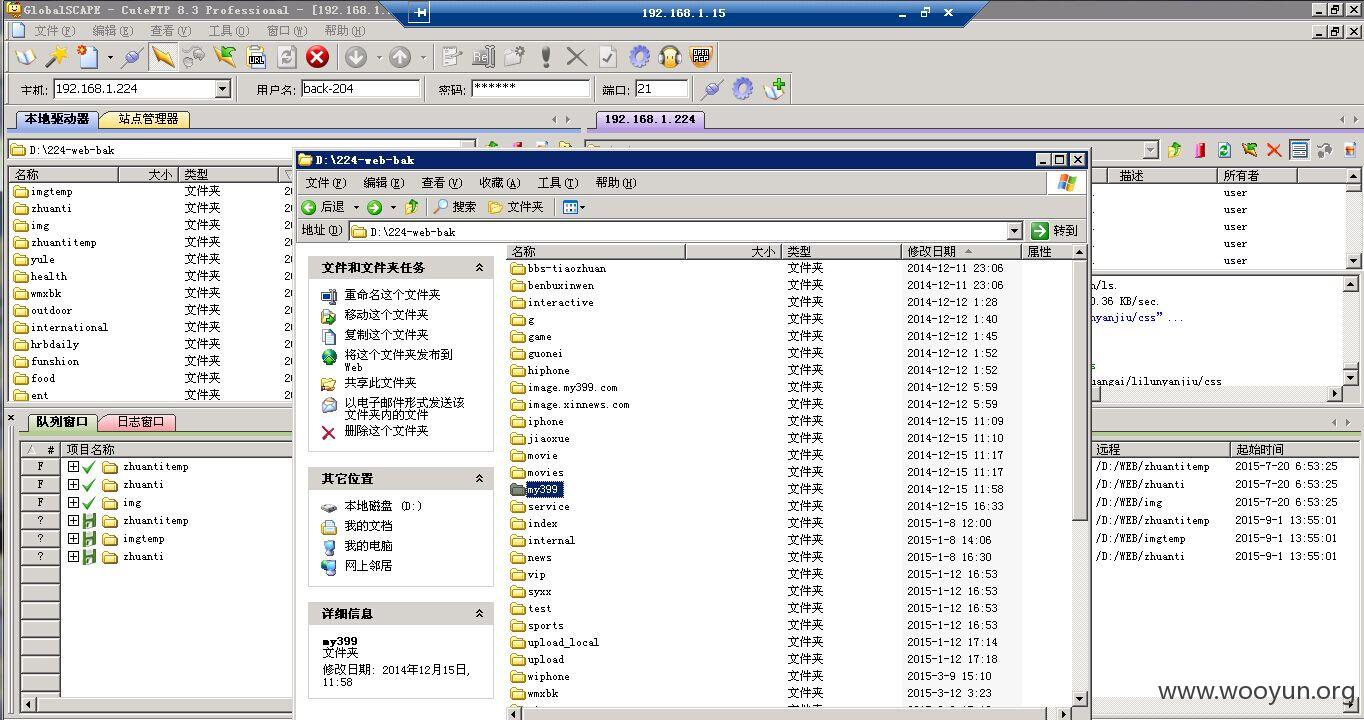 GlobalSCAPE - CuteFTP 8.3 Professional - [192.168.1.
192.168.1.15
文件(F) 编辑(E) 查看(V) 工具(O) 窗口(W) 帮助(H)
URL
OPEN PGP
主机: 192.168.1.224 用户名: back-204 密码: ****** 端口: 21
本地驱动器 站点管理器 192.168.1.224
D:\224-web-bak
名称 大小 类型
imgtemp 文件夹 20
zhuanti 文件夹 20
img 文件夹 20
zhuantitemp 文件夹 20
yule 文件夹 20
health 文件夹 20
wmxbk 文件夹 20
outdoor 文件夹 20
international 文件夹 20
hrbdaily 文件夹 20
funshion 文件夹 20
food 文件夹 20
ent 文件夹 20
描述 所有者
user
user
user
user
user
n/ls.
0.36 KB/sec.
nyanjiu/css” ...
s
uangai/lilunyanjiu/css
D:\224-web-bak
文件(F) 编辑(E) 查看(V) 收藏(A) 工具(T) 帮助(H)
后退 搜索 文件夹
地址(D) D:\224-web-bak 转到
文件和文件夹任务
重命名这个文件夹
移动这个文件夹
复制这个文件夹
将这个文件夹发布到
Web
共享此文件夹
以电子邮件形式发送该
文件夹内的文件
删除这个文件夹
其它位置
本地磁盘 (D:)
我的文档
我的电脑
网上邻居
详细信息
my399
文件夹
修改日期: 2014年12月15日,
11:58
名称 大小 类型 修改日期 属性
bbs-tiaozhuan 文件夹 2014-12-11 23:06
benbuxinwen 文件夹 2014-12-11 23:06
interactive 文件夹 2014-12-12 1:28
g 文件夹 2014-12-12 1:40
game 文件夹 2014-12-12 1:45
guonei 文件夹 2014-12-12 1:52
hiphone 文件夹 2014-12-12 1:52
image.my399.com 文件夹 2014-12-12 5:59
image.xinnews.com 文件夹 2014-12-12 5:59
iphone 文件夹 2014-12-15 11:09
jiaoxue 文件夹 2014-12-15 11:10
movie 文件夹 2014-12-15 11:17
movies 文件夹 2014-12-15 11:17
my399 文件夹 2014-12-15 11:58
service 文件夹 2014-12-15 16:33
index 文件夹 2015-1-8 12:00
internal 文件夹 2015-1-8 14:06
news 文件夹 2015-1-8 16:30
vip 文件夹 2015-1-12 16:53
syxx 文件夹 2015-1-12 16:53
test 文件夹 2015-1-12 16:53
sports 文件夹 2015-1-12 16:53
upload_local 文件夹 2015-1-12 17:14
upload 文件夹 2015-1-12 17:18
wiphone 文件夹 2015-3-9 15:10
wmxbk 文件夹 2015-3-12 3:23
队列窗口 日志窗口
# 项目名称
F zhuantitemp
F zhuanti
F img
? zhuantitemp
? imgtemp
? zhuanti
远程 起始时间
/D:/WEB/zhuantitemp 2015-7-20 6:53:25
/D:/WEB/zhuanti 2015-7-20 6:53:25
/D:/WEB/img 2015-7-20 6:53:25
/D:/WEB/zhuantitemp 2015-9-1 13:55:01
/D:/WEB/imgtemp 2015-9-1 13:55:01
/D:/WEB/zhuanti 2015-9-1 13:55:01
www.wooyun.org